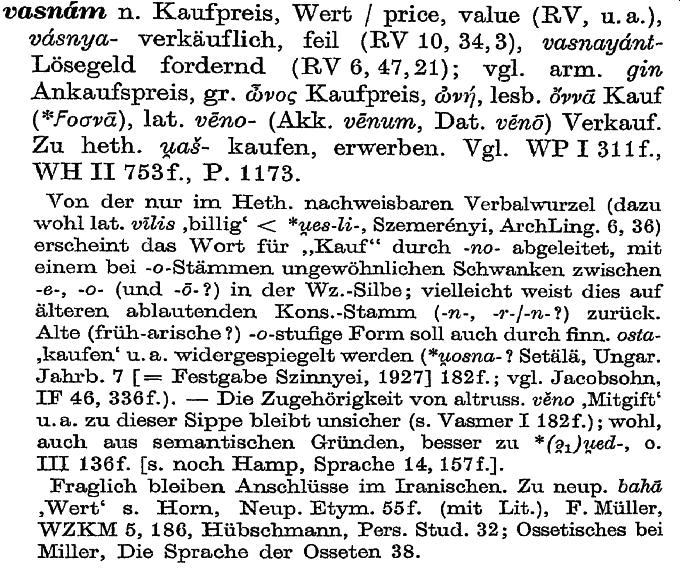 vasnám n. Kaufpreis, Wert / price, value (RV, u. a.),
vásnya- verkäuflich, feil (RV 10, 34, 3), vasnayánt-
Lösegeld fordernd (RV 6, 47, 21); vgl. arm. gin
Ankaufspreis, gr. ὦνος Kaufpreis, ὠνή, lesb. ὄννᾱ Kauf
(*Ϝοσνᾱ), lat. vēno- (Akk. vēnum, Dat. vēnō) Verkauf.
Zu heth. u̯aš- kaufen, erwerben. Vgl. WP I 311f.,
WH II 753f., P. 1173.
Von der nur im Heth. nachweisbaren Verbalwurzel (dazu
wohl lat. vīlis ‚billig‘ < *u̯es-li-, Szemerényi, ArchLing. 6, 36)
erscheint das Wort für „Kauf“ durch -no- abgeleitet, mit
einem bei -o-Stämmen ungewöhnlichen Schwanken zwischen
-e-, -o- (und -ō-?) in der Wz.-Silbe; vielleicht weist dies auf
älteren ablautenden Kons.-Stamm (-n-, -r-/-n-?) zurück.
Alte (früh-arische?) -o-stufige Form soll auch durch finn. osta-
‚kaufen‘ u. a. widergespiegelt werden (*u̯osna-? Setälä, Ungar.
Jahrb. 7 [= Festgabe Szinnyei, 1927] 182f.; vgl. Jacobsohn,
IF 46, 336f.). — Die Zugehörigkeit von altruss. věno ‚Mitgift‘
u. a. zu dieser Sippe bleibt unsicher (s. Vasmer I 182f.); wohl,
auch aus semantischen Gründen, besser zu *(ə̯₁)u̯ed-, o.
III 136f. [s. noch Hamp, Sprache 14, 157f.].
Fraglich bleiben Anschlüsse im Iranischen. Zu neup. bahā
‚Wert‘ s. Horn, Neup. Etym. 55f. (mit Lit.), F. Müller,
WZKM 5, 186, Hübschmann, Pers. Stud. 32; Ossetisches bei
Miller, Die Sprache der Osseten 38.